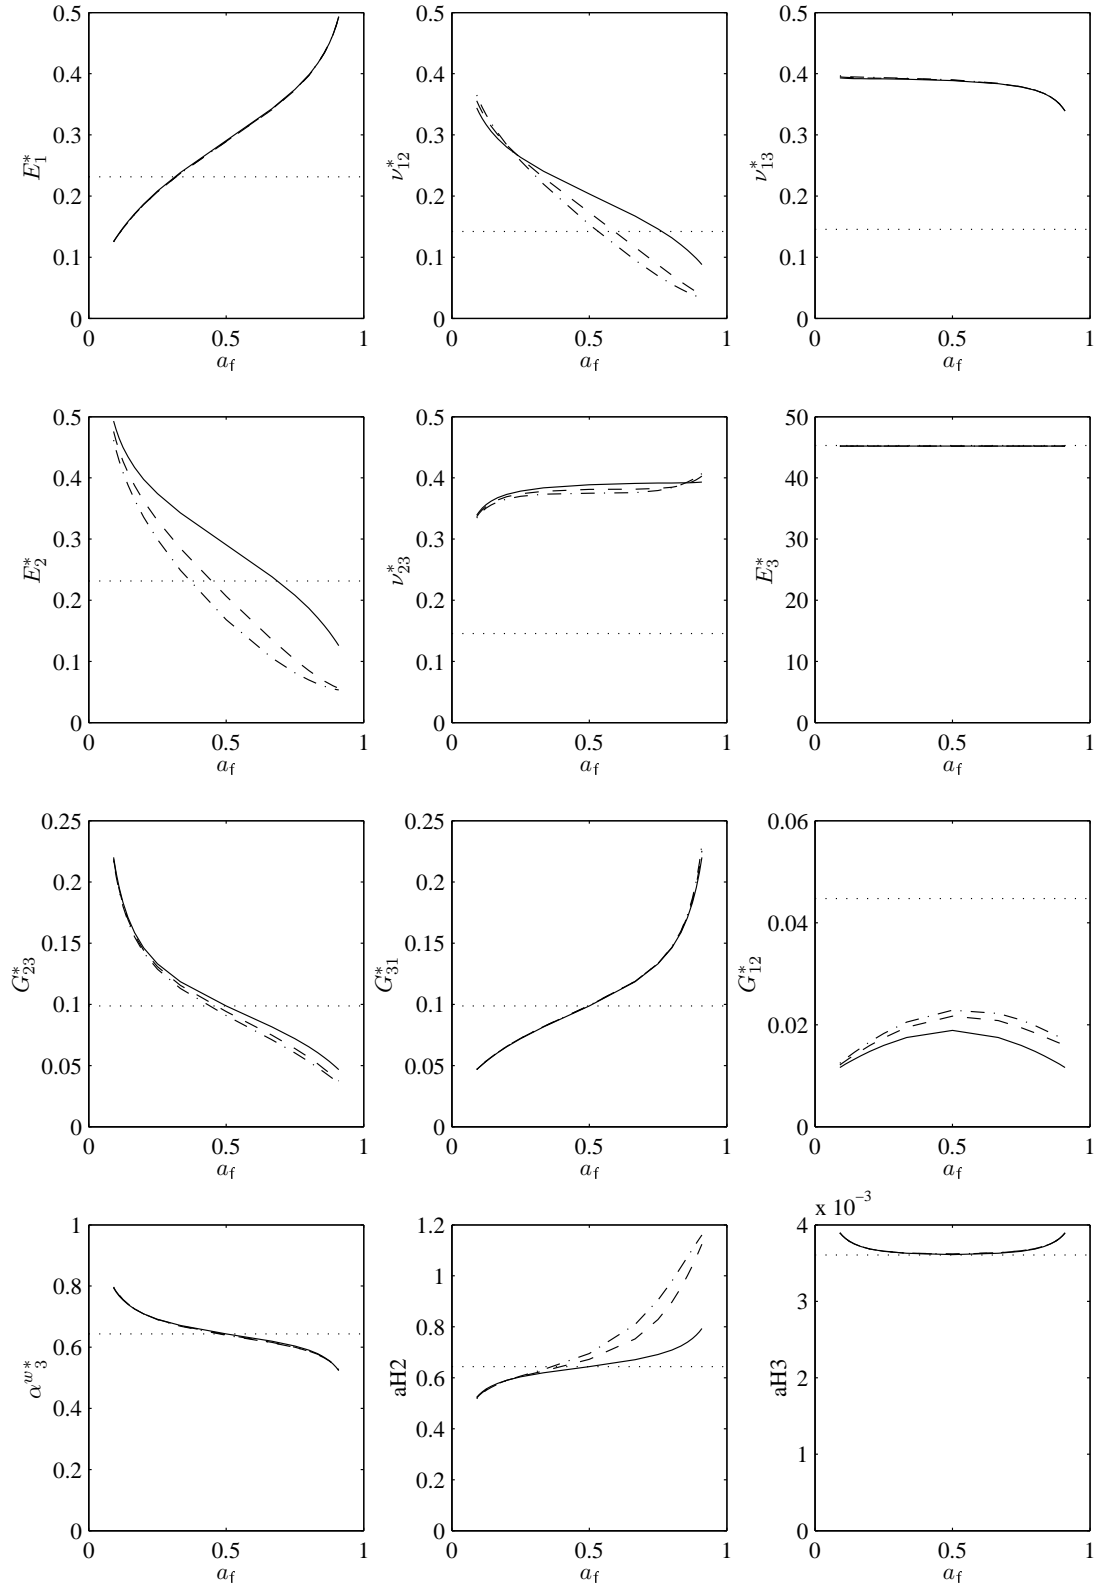 0.5 0.5 0.5
0.4 0.4 0.4
0.3 0.3 0.3
E*1 ν*12 ν*13
0.2 0.2 0.2
0.1 0.1 0.1
0 0 0
0 0.5 1 0 0.5 1 0 0.5 1
af af af
0.5 0.5 50
0.4 0.4 40
0.3 0.3 30
E*2 ν*23 E*3
0.2 0.2 20
0.1 0.1 10
0 0 0
0 0.5 1 0 0.5 1 0 0.5 1
af af af
0.25 0.25 0.06
0.2 0.2
0.15 0.15 0.04
G*23 G*31 G*12
0.1 0.1 0.02
0.05 0.05
0 0 0
0 0.5 1 0 0.5 1 0 0.5 1
af af af
x 10−3
1 1.2 4
0.8 1 3
0.6 0.8 2
αw*3 aH2 aH3
0.4 0.6 1
0.2 0.4 0
0 0.2
0
0 0.5 1 0 0.5 1 0 0.5 1
af af af